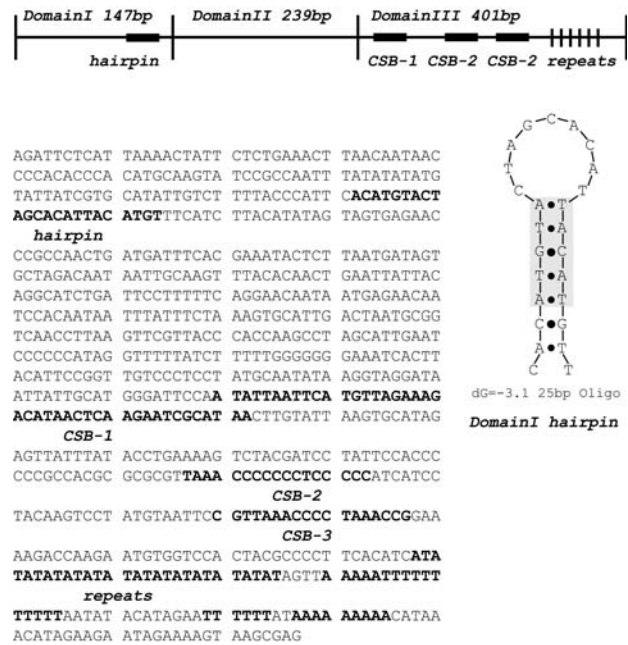 DomainI 147bp DomainII 239bp DomainIII 401bp
hairpin CSB-1 CSB-2 CSB-2 repeats
AGATTCTCAT TAAAACTATT CTCTGAAACT TAACAATAAC
CCCACACCCA CATGCAAGTA TCCGCCAATT TATATATATG
TATTATCGTG CATATTGTCT TTTACCCATT CACATGTACT
AGCACATTAC ATGTTTCATC TTACATATAG TAGTGAGAAC
hairpin
CCGCCAACTG ATGATTTCAC GAAATACTCT TAATGATAGT
GCTAGACAAT AATTGCAAGT TACACAACTG GAATTATTAC
AGGCATCTGA TTCCTTTTTC AGGAACAATA ATGAGAACAA
TCCACAATAA TTTATTTCTA AAGTGCATTG ACTAATGCGG
TCAACCTTAA GTTCGTTACC CACCAAGCCT AGCATTGAAT
CCCCCCATAG GTTTTTATCT TTTTGGGGGG GAAATCACTT
ACATTCCGGT TGTCCCTCCT ATGCAATATA AGGTAGGATA
ATTATTGCAT GGGATTCCAA TATTAATTCA TGTTAGAAAG
ACATAACTCA AGAATCGCAT AACTTGTATT AAGTGCATAG
CSB-1
AGTTATTTAT ACCTGAAAAG TCTACGATTC TATTCCACCC
CCCGCCACGC GCGCGTTAAA CCCCCCCTCC CCCATCATCC
CSB-2
TACAAGTCCT ATGTAATTCC GTTAAACCCC TAAACCGGAA
CSB-3
AAGACCAAGA ATGTGGTCCA CTACGCCCCT TCACATCATA
TATATATATA TATATATATA TATATAGTTA AAAATTTTTT
repeats
TTTTTAATAT ACATAGAATT TTTTTATAAA AAAAACATAA
ACATAGAAGA ATAGAAAAGT AAGCGAG
CACATGTACTAGCACATTACATGTT
dG=-3.1 25bp Oligo
DomainI hairpin